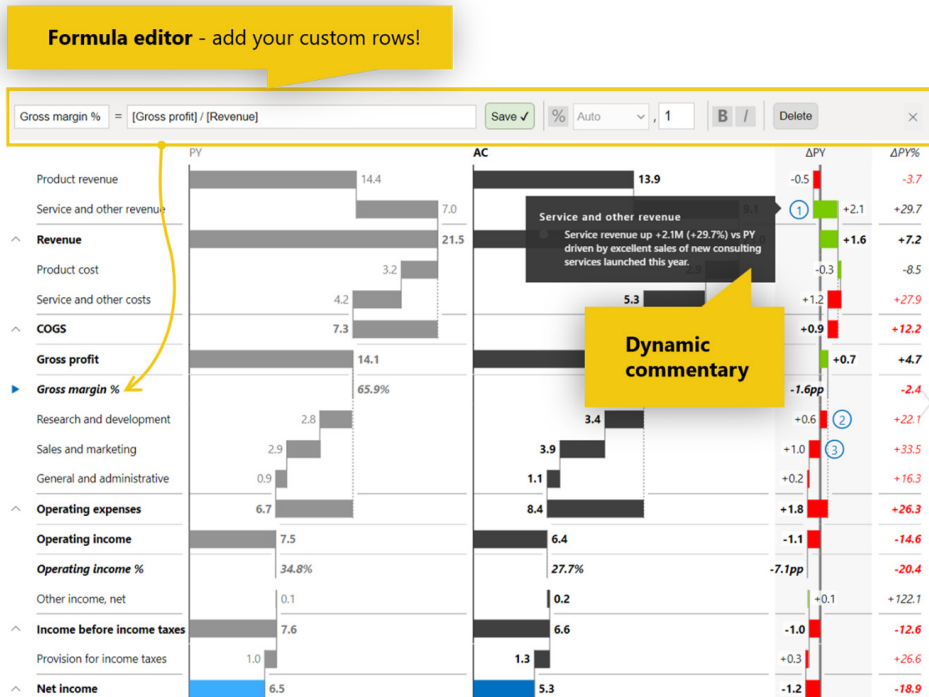 Formula editor - add your custom rows!
Gross margin % = [Gross profit] / [Revenue] Save ✓ % Auto , 1 B I Delete ×
PY AC ΔPY ΔPY%
Product revenue 14.4 13.9 -0.5 -3.7
Service and other revenue 7.0 9.1 1 +2.1 +29.7
Service and other revenue
Service revenue up +2.1M (+29.7%) vs PY
driven by excellent sales of new consulting
services launched this year.
Revenue 21.5 +1.6 +7.2
Product cost 3.2 2.9 -0.3 -8.5
Service and other costs 4.2 5.3 +1.2 +27.9
COGS 7.3 +0.9 +12.2
Dynamic
commentary
Gross profit 14.1 +0.7 +4.7
Gross margin % 65.9% -1.6pp -2.4
Research and development 2.8 3.4 +0.6 2 +22.1
Sales and marketing 2.9 3.9 +1.0 3 +33.5
General and administrative 0.9 1.1 +0.2 +16.3
Operating expenses 6.7 8.4 +1.8 +26.3
Operating income 7.5 6.4 -1.1 -14.6
Operating income % 34.8% 27.7% -7.1pp -20.4
Other income, net 0.1 0.2 +0.1 +122.1
Income before income taxes 7.6 6.6 -1.0 -12.6
Provision for income taxes 1.0 1.3 +0.3 +26.6
Net income 6.5 5.3 -1.2 -18.9